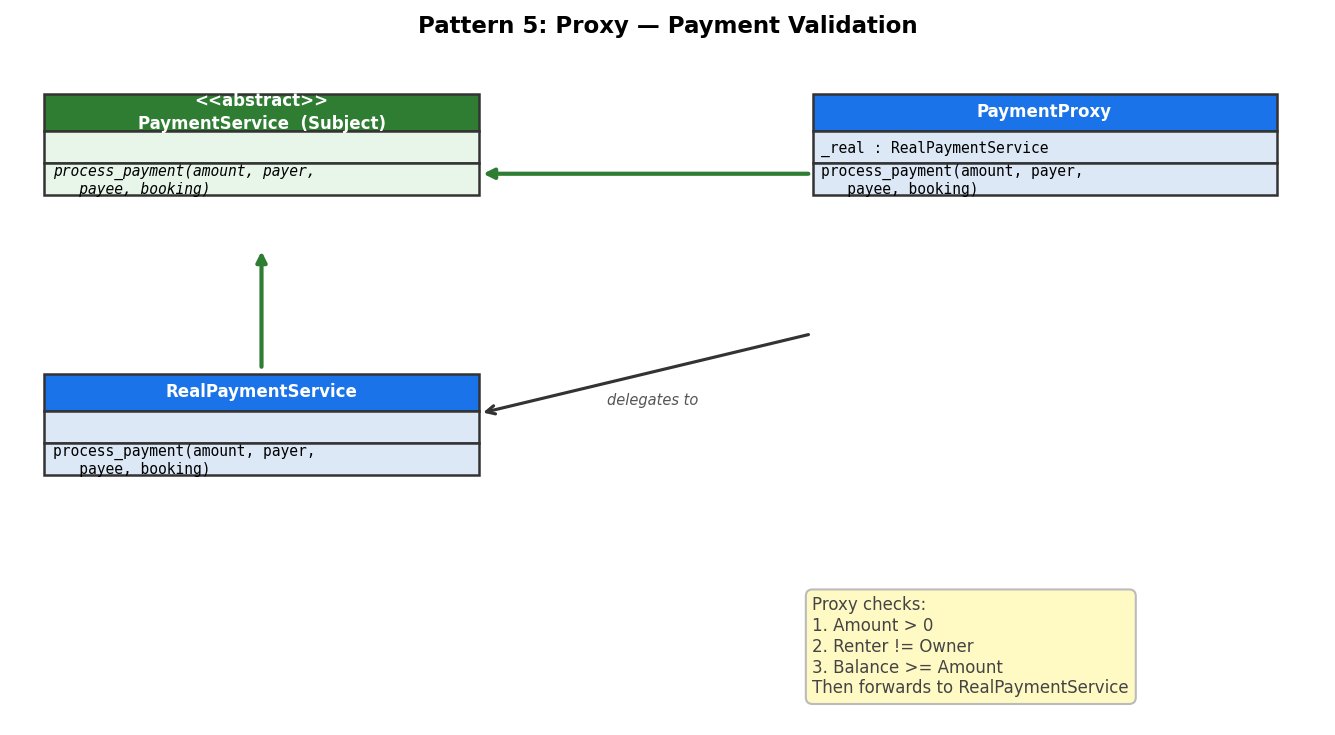 Pattern 5: Proxy — Payment Validation
<<abstract>>
PaymentService  (Subject)
process_payment(amount, payer,
   payee, booking)
PaymentProxy
_real : RealPaymentService
process_payment(amount, payer,
   payee, booking)
RealPaymentService
process_payment(amount, payer,
   payee, booking)
delegates to
Proxy checks:
1. Amount > 0
2. Renter != Owner
3. Balance >= Amount
Then forwards to RealPaymentService